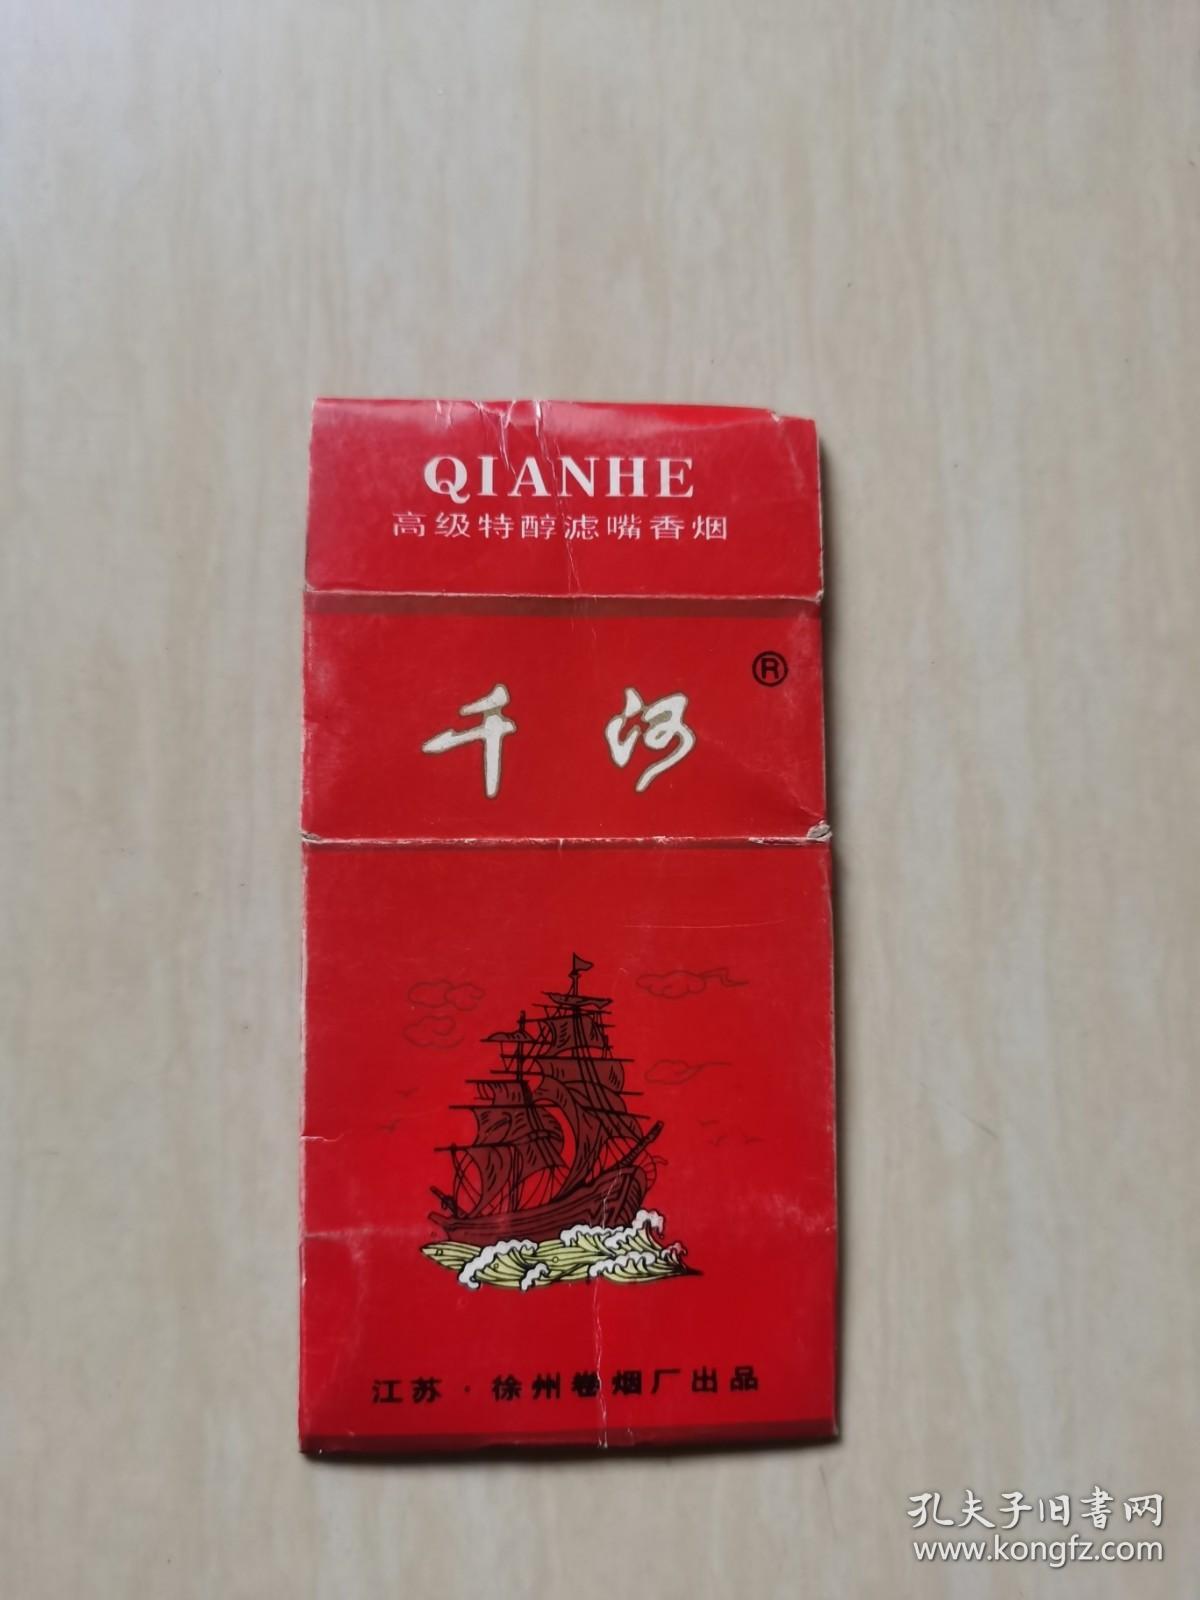 QIANHE
高级特醇滤嘴香烟
®
千河
江苏·徐州卷烟厂出品
孔夫子旧书网
www.kongfz.com